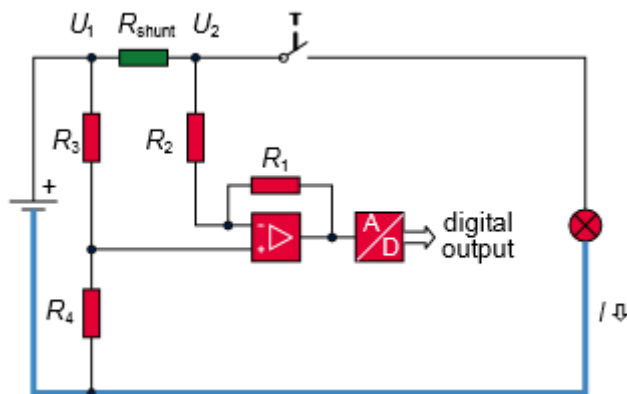 U₁ Rshunt U₂ T
R₃ R₂ R₁
+
-
+
A/D
digital
output
R₄
I